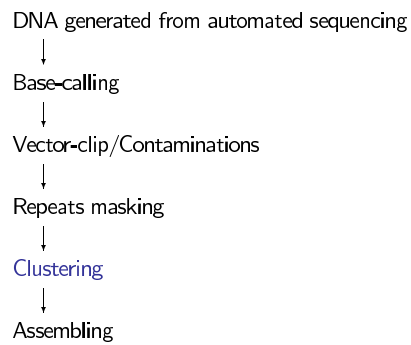 DNA generated from automated sequencing
Base-calling
Vector-clip/Contaminations
Repeats masking
Clustering
Assembling